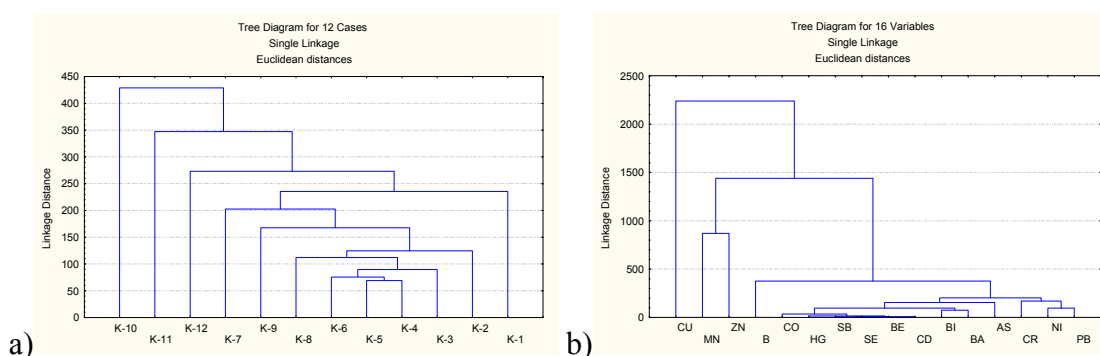 Tree Diagram for 12 Cases
Single Linkage
Euclidean distances
450
400
350
300
250
200
150
100
50
0
Linkage Distance
K-10 K-12 K-9 K-6 K-4 K-2
K-11 K-7 K-8 K-5 K-3 K-1
a)
Tree Diagram for 16 Variables
Single Linkage
Euclidean distances
2500
2000
1500
1000
500
0
Linkage Distance
CU ZN CO SB BE BI AS NI
MN B HG SE CD BA CR PB
b)